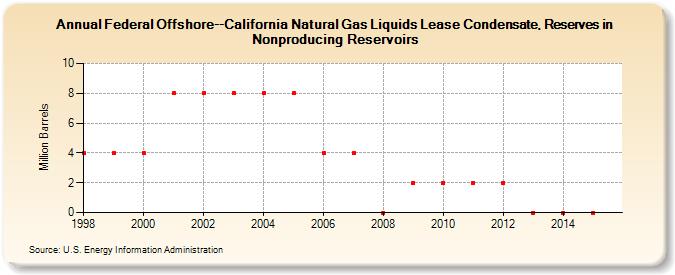 Annual Federal Offshore--California Natural Gas Liquids Lease Condensate, Reserves in
Nonproducing Reservoirs
Million Barrels
10
8
6
4
2
0
1998 2000 2002 2004 2006 2008 2010 2012 2014
Source: U.S. Energy Information Administration